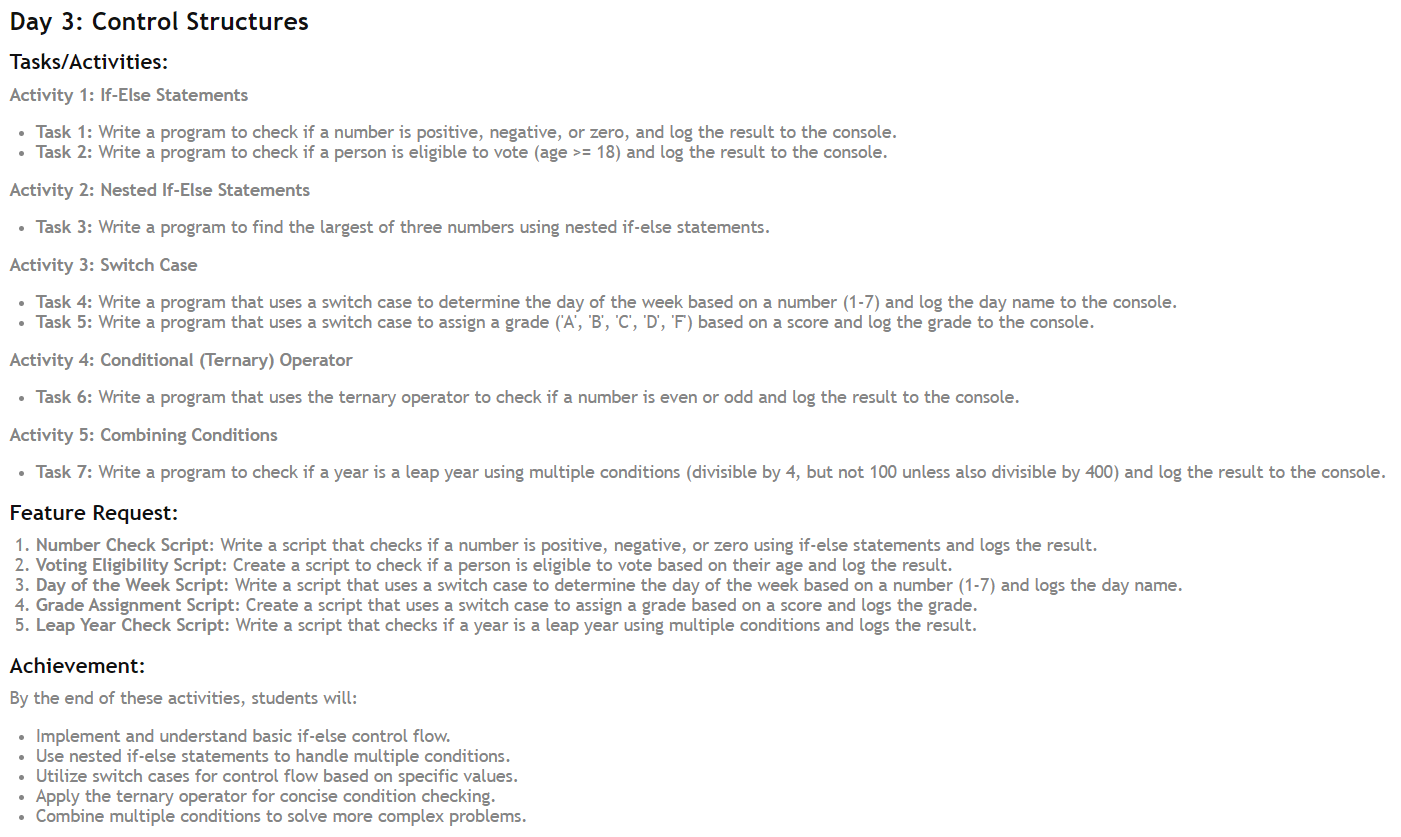 Day 3: Control Structures
Tasks/Activities:
Activity 1: If-Else Statements
• Task 1: Write a program to check if a number is positive, negative, or zero, and log the result to the console.
• Task 2: Write a program to check if a person is eligible to vote (age >= 18) and log the result to the console.
Activity 2: Nested If-Else Statements
• Task 3: Write a program to find the largest of three numbers using nested if-else statements.
Activity 3: Switch Case
• Task 4: Write a program that uses a switch case to determine the day of the week based on a number (1-7) and log the day name to the console.
• Task 5: Write a program that uses a switch case to assign a grade ('A', 'B', 'C', 'D', 'F') based on a score and log the grade to the console.
Activity 4: Conditional (Ternary) Operator
• Task 6: Write a program that uses the ternary operator to check if a number is even or odd and log the result to the console.
Activity 5: Combining Conditions
• Task 7: Write a program to check if a year is a leap year using multiple conditions (divisible by 4, but not 100 unless also divisible by 400) and log the result to the console.
Feature Request:
1. Number Check Script: Write a script that checks if a number is positive, negative, or zero using if-else statements and logs the result.
2. Voting Eligibility Script: Create a script to check if a person is eligible to vote based on their age and log the result.
3. Day of the Week Script: Write a script that uses a switch case to determine the day of the week based on a number (1-7) and logs the day name.
4. Grade Assignment Script: Create a script that uses a switch case to assign a grade based on a score and logs the grade.
5. Leap Year Check Script: Write a script that checks if a year is a leap year using multiple conditions and logs the result.
Achievement:
By the end of these activities, students will:
• Implement and understand basic if-else control flow.
• Use nested if-else statements to handle multiple conditions.
• Utilize switch cases for control flow based on specific values.
• Apply the ternary operator for concise condition checking.
• Combine multiple conditions to solve more complex problems.